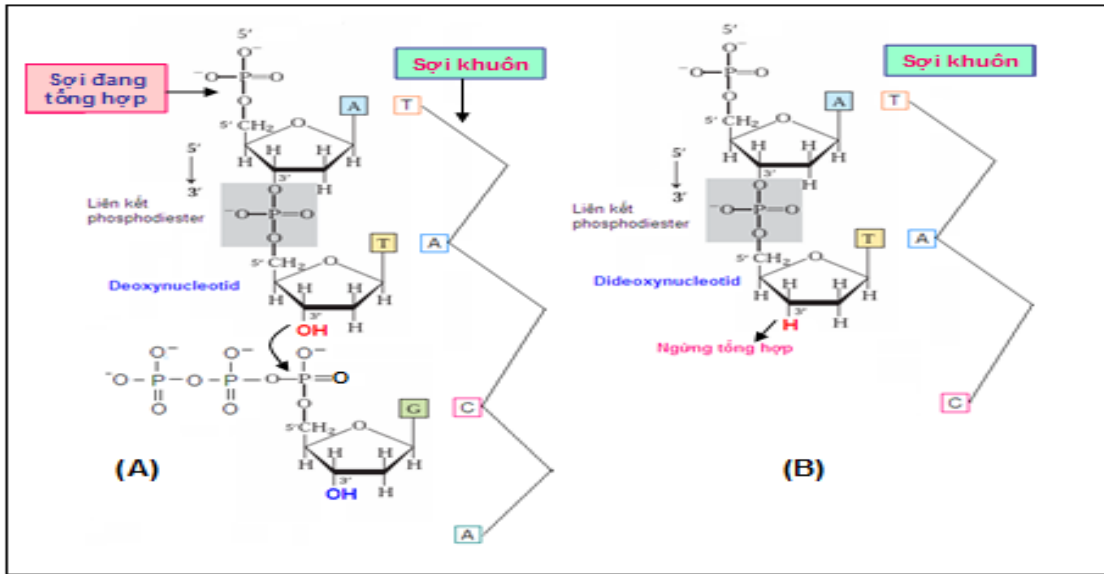 Sợi đang
tổng hợp
Sợi khuôn
5'
O⁻
⁻O—P=O
O
5' CH₂
O
A
T
H H H H
3' H
5'
3'
Liên kết
phosphodiester
O
⁻O—P=O
O
5' CH₂
O
T
A
Deoxynucleotid
H H H H
3'
OH H
O⁻ O⁻ O⁻
⁻O—P—O—P—O—P=O
O O O
5' CH₂
O
G
C
H H H H
3'
OH H
A
(A)
Sợi khuôn
5'
O⁻
⁻O—P=O
O
5' CH₂
O
A
T
H H H H
3' H
5'
3'
Liên kết
phosphodiester
O
⁻O—P=O
O
5' CH₂
O
T
A
Dideoxynucleotid
H H H H
3'
H H
Ngừng tổng hợp
C
(B)